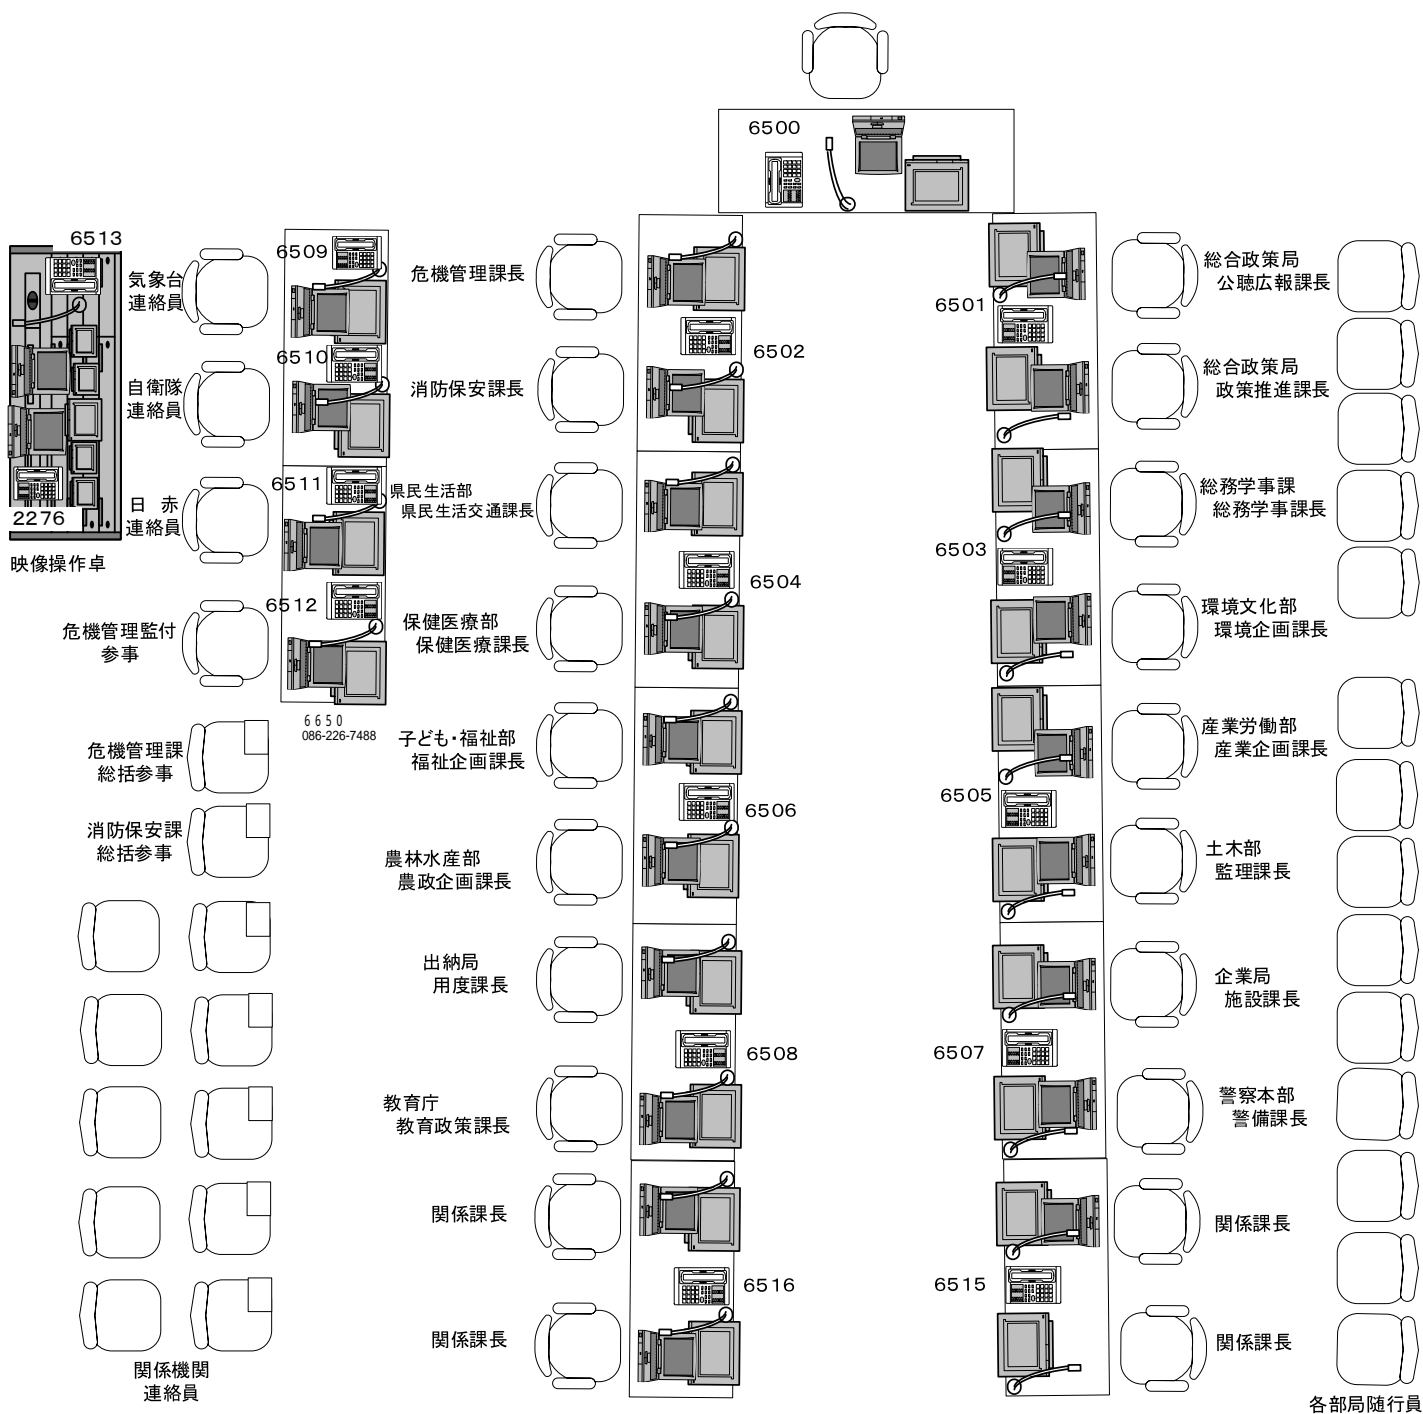 6500
6513
気象台
連絡員
自衛隊
連絡員
日 赤
連絡員
2276
映像操作卓
危機管理監付
参事
6509
6510
6511
6512
6650
086-226-7488
危機管理課
総括参事
消防保安課
総括参事
関係機関
連絡員
危機管理課長
6502
消防保安課長
県民生活部
県民生活交通課長
6504
保健医療部
保健医療課長
子ども・福祉部
福祉企画課長
6506
農林水産部
農政企画課長
出納局
用度課長
6508
教育庁
教育政策課長
関係課長
6516
関係課長
総合政策局
公聴広報課長
6501
総合政策局
政策推進課長
総務学事課
総務学事課長
6503
環境文化部
環境企画課長
産業労働部
産業企画課長
6505
土木部
監理課長
企業局
施設課長
6507
警察本部
警備課長
関係課長
6515
関係課長
各部局随行員